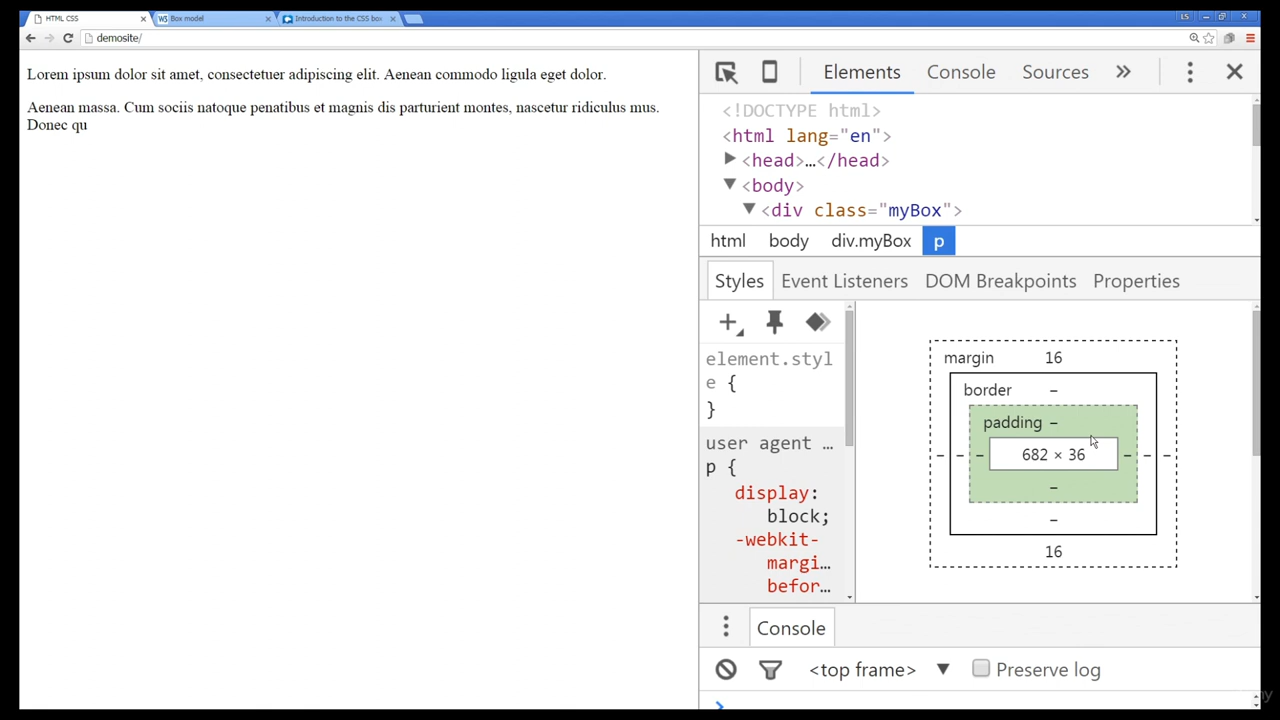 HTML CSS
Box model
Introduction to the CSS box
LS
demosite/
Lorem ipsum dolor sit amet, consectetuer adipiscing elit. Aenean commodo ligula eget dolor.
Aenean massa. Cum sociis natoque penatibus et magnis dis parturient montes, nascetur ridiculus mus.
Donec qu
Elements Console Sources »
<!DOCTYPE html>
<html lang="en">
<head>…</head>
<body>
<div class="myBox">
html body div.myBox p
Styles Event Listeners DOM Breakpoints Properties
element.styl
e {
}
user agent …
p {
display:
block;
-webkit-
margi…
befor…
margin 16
border –
padding –
– – – 682 × 36 – – –
–
–
16
Console
<top frame> Preserve log
>